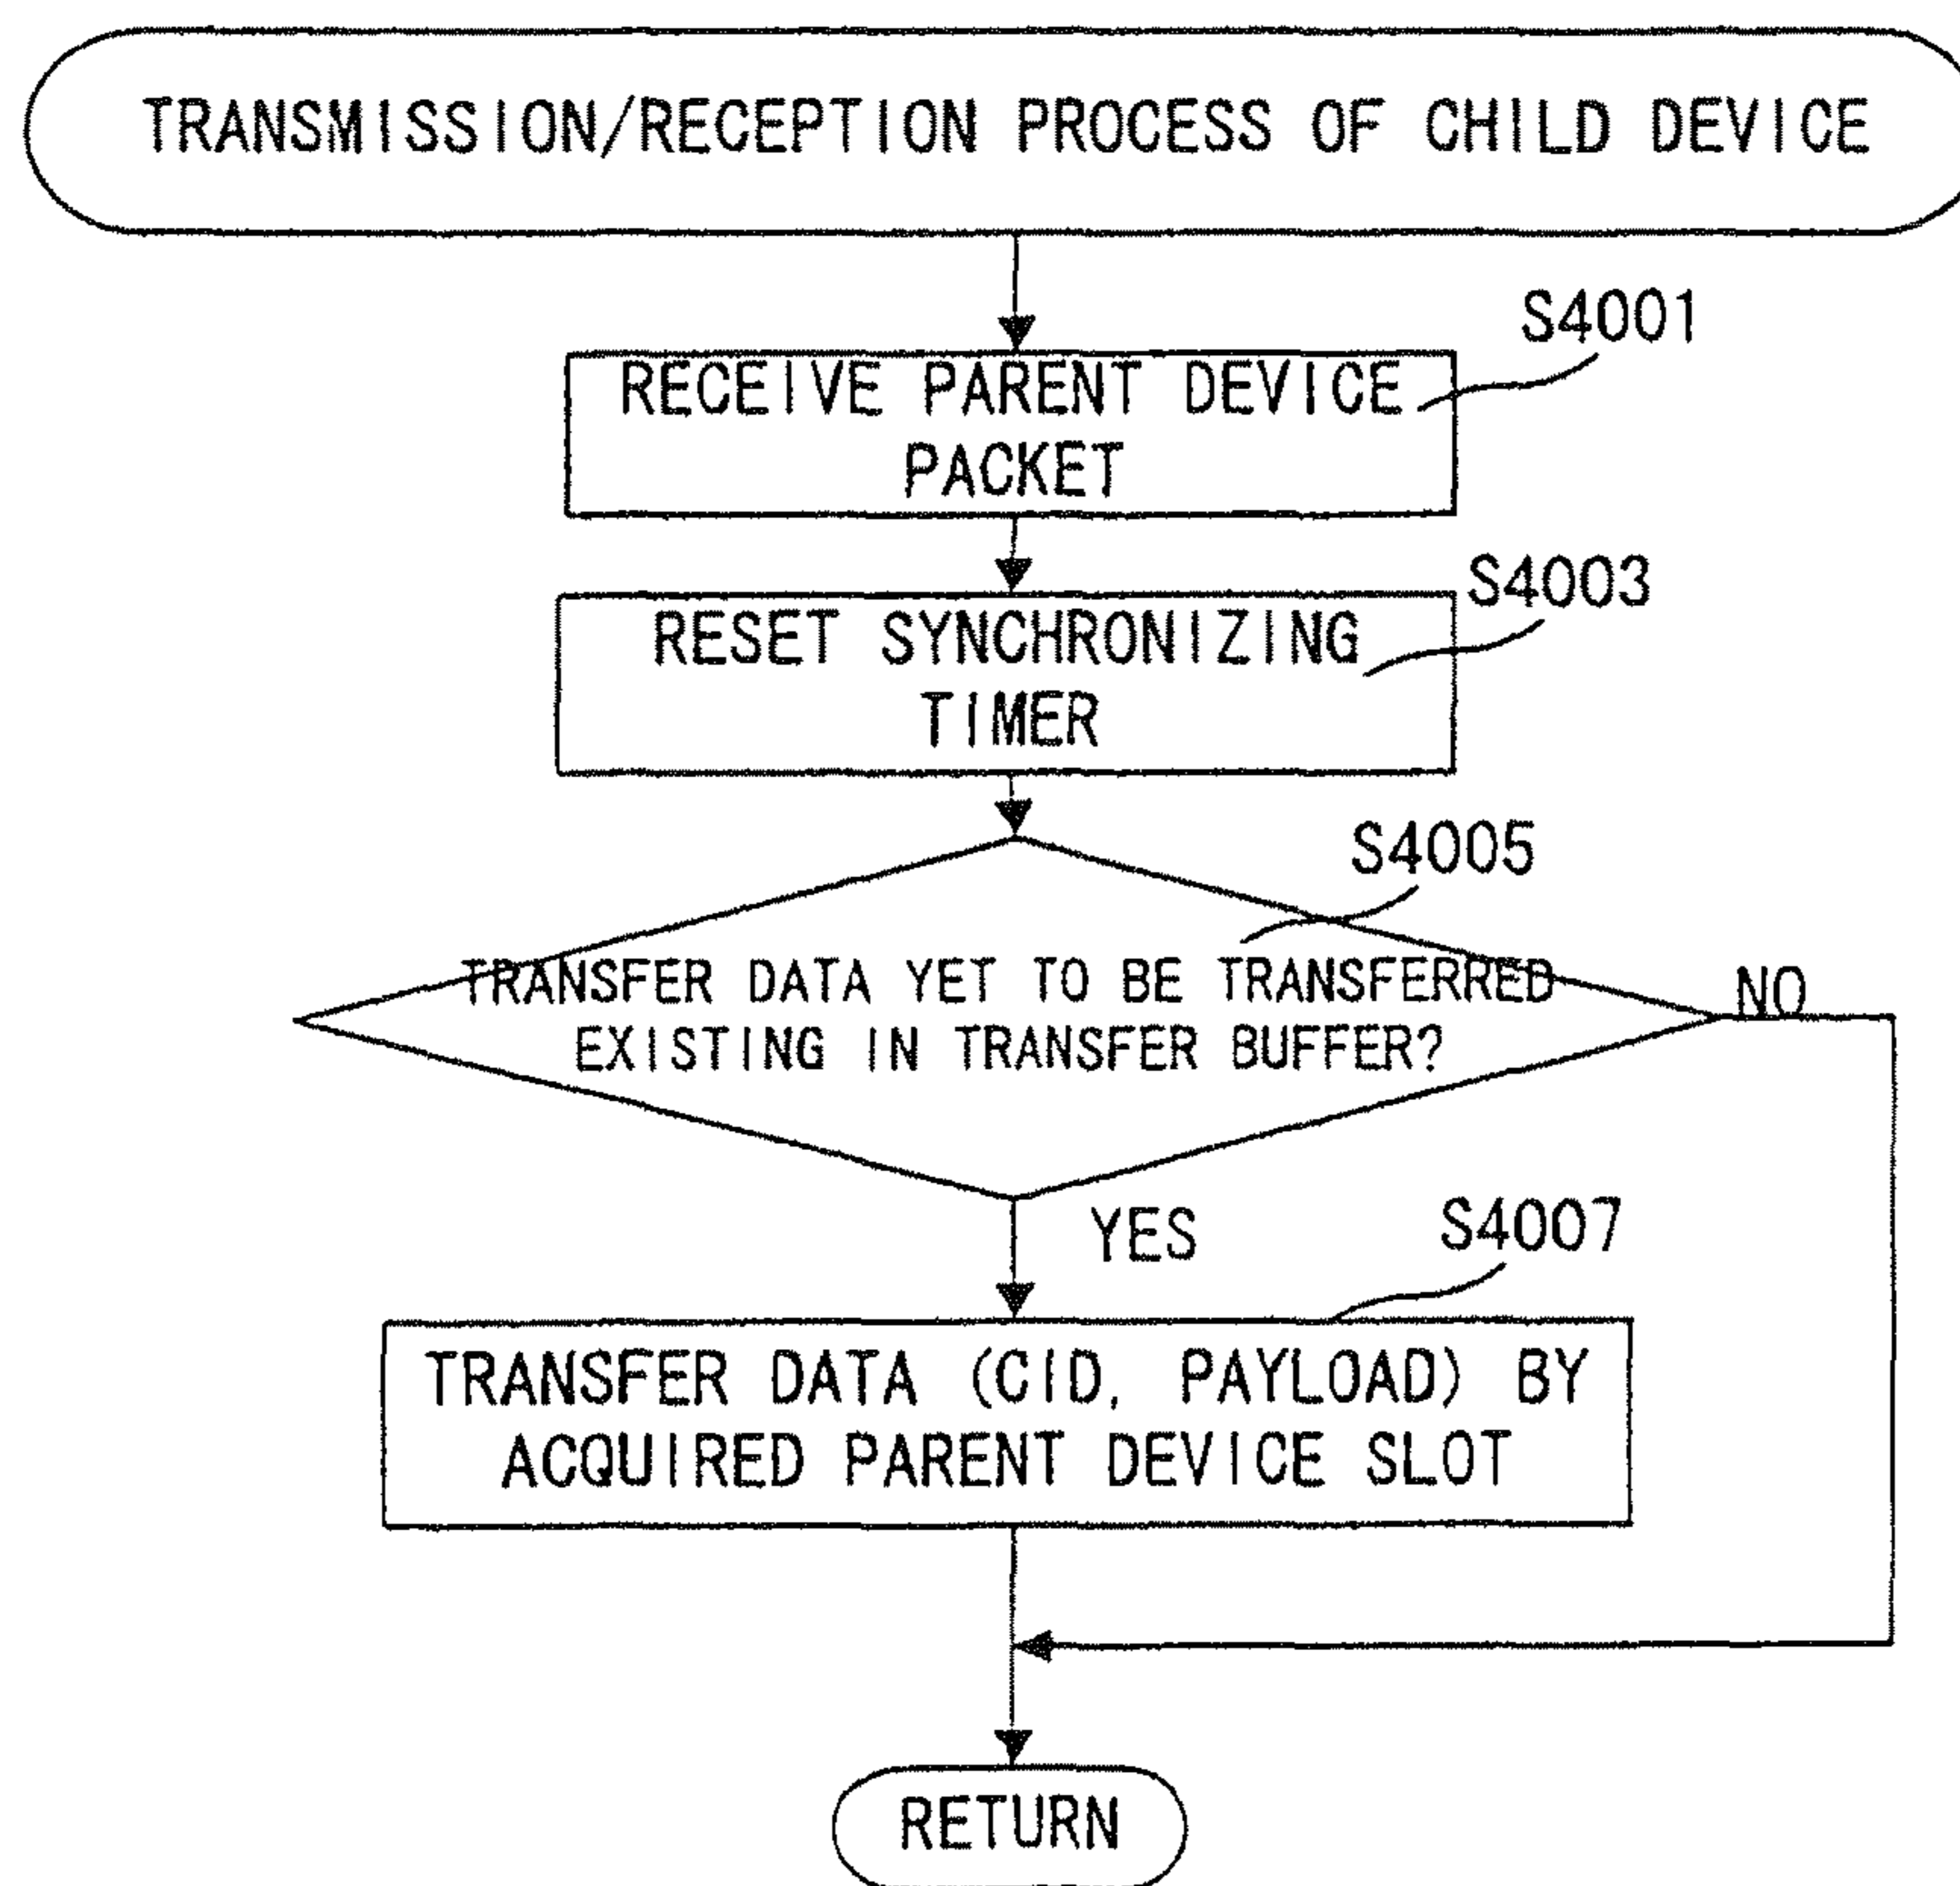 TRANSMISSION/RECEPTION PROCESS OF CHILD DEVICE
S4001
RECEIVE PARENT DEVICE
PACKET
S4003
RESET SYNCHRONIZING
TIMER
S4005
TRANSFER DATA YET TO BE TRANSFERRED
EXISTING IN TRANSFER BUFFER?
NO
YES
S4007
TRANSFER DATA (CID, PAYLOAD) BY
ACQUIRED PARENT DEVICE SLOT
RETURN